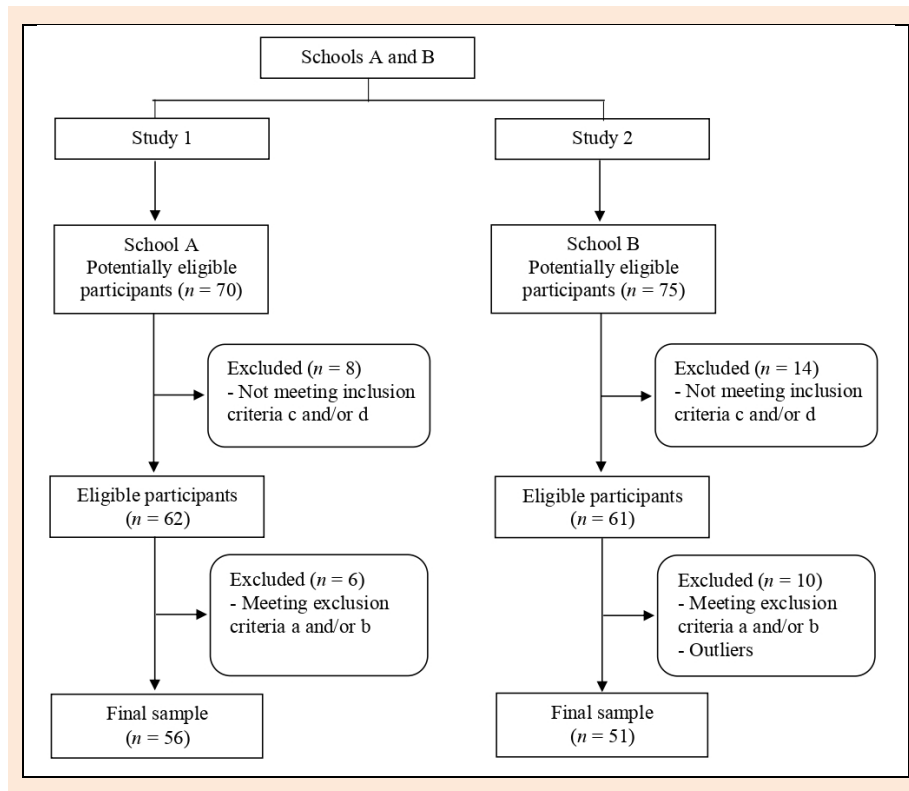 Schools A and B
Study 1
Study 2
School A
Potentially eligible
participants (n = 70)
School B
Potentially eligible
participants (n = 75)
Excluded (n = 8)
- Not meeting inclusion
criteria c and/or d
Excluded (n = 14)
- Not meeting inclusion
criteria c and/or d
Eligible participants
(n = 62)
Eligible participants
(n = 61)
Excluded (n = 6)
- Meeting exclusion
criteria a and/or b
Excluded (n = 10)
- Meeting exclusion
criteria a and/or b
- Outliers
Final sample
(n = 56)
Final sample
(n = 51)